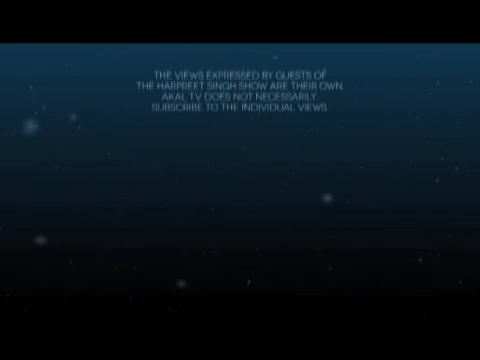 THE VIEWS EXPRESSED BY GUESTS OF
THE HARPREET SINGH SHOW ARE THEIR OWN.
AKAL TV DOES NOT NECESSARILY
SUBSCRIBE TO THE INDIVIDUAL VIEWS.